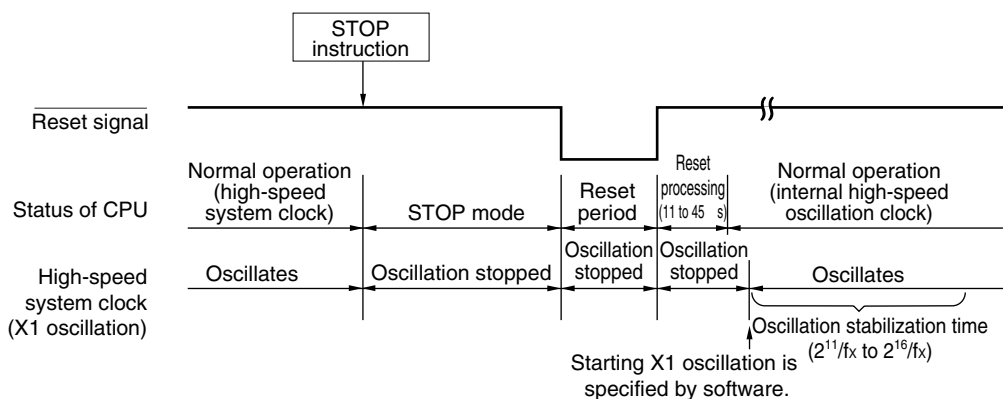 STOP
instruction
Reset signal
Status of CPU
Normal operation
(high-speed
system clock)
STOP mode
Reset
period
Reset
processing
(11 to 45 s)
Normal operation
(internal high-speed
oscillation clock)
High-speed
system clock
(X1 oscillation)
Oscillates
Oscillation stopped
Oscillation
stopped
Oscillation
stopped
Oscillates
Oscillation stabilization time
(2¹¹/fx to 2¹⁶/fx)
Starting X1 oscillation is
specified by software.